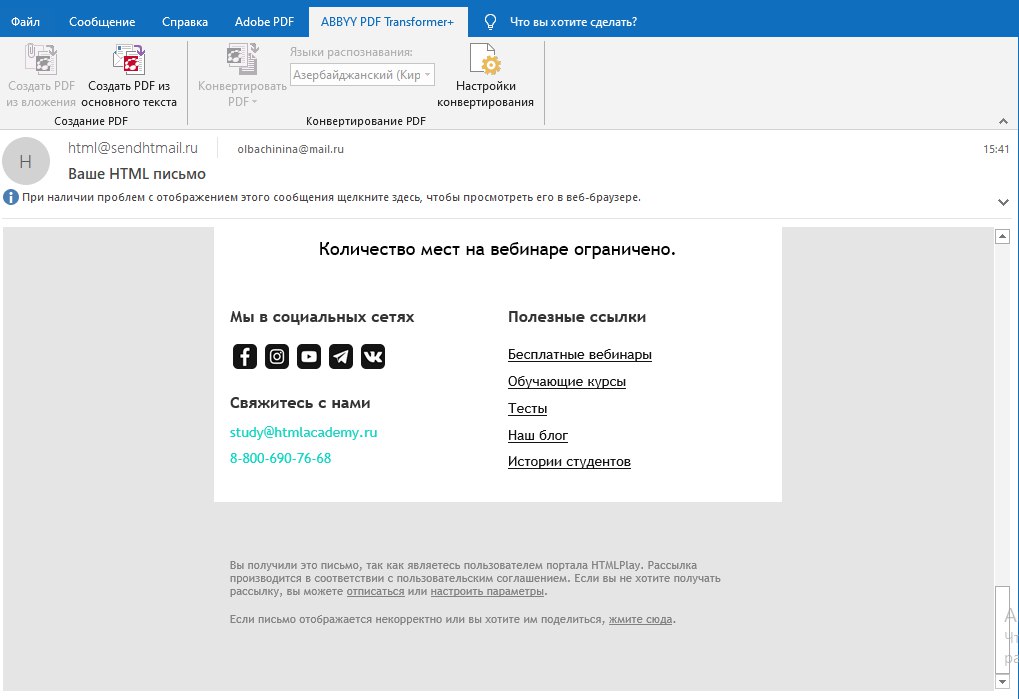 Файл Сообщение Справка Adobe PDF ABBYY PDF Transformer+ Что вы хотите сделать?
Создать PDF из вложения
Создать PDF из основного текста
Создание PDF
Конвертировать PDF
Языки распознавания:
Азербайджанский (Кир
Настройки конвертирования
Конвертирование PDF
H
html@sendhtmail.ru olbachinina@mail.ru 15:41
Ваше HTML письмо
При наличии проблем с отображением этого сообщения щелкните здесь, чтобы просмотреть его в веб-браузере.
Количество мест на вебинаре ограничено.
Мы в социальных сетях
Свяжитесь с нами
study@htmlacademy.ru
8-800-690-76-68
Полезные ссылки
Бесплатные вебинары
Обучающие курсы
Тесты
Наш блог
Истории студентов
Вы получили это письмо, так как являетесь пользователем портала HTMLPlay. Рассылка
производится в соответствии с пользовательским соглашением. Если вы не хотите получать
рассылку, вы можете отписаться или настроить параметры.
Если письмо отображается некорректно или вы хотите им поделиться, жмите сюда.